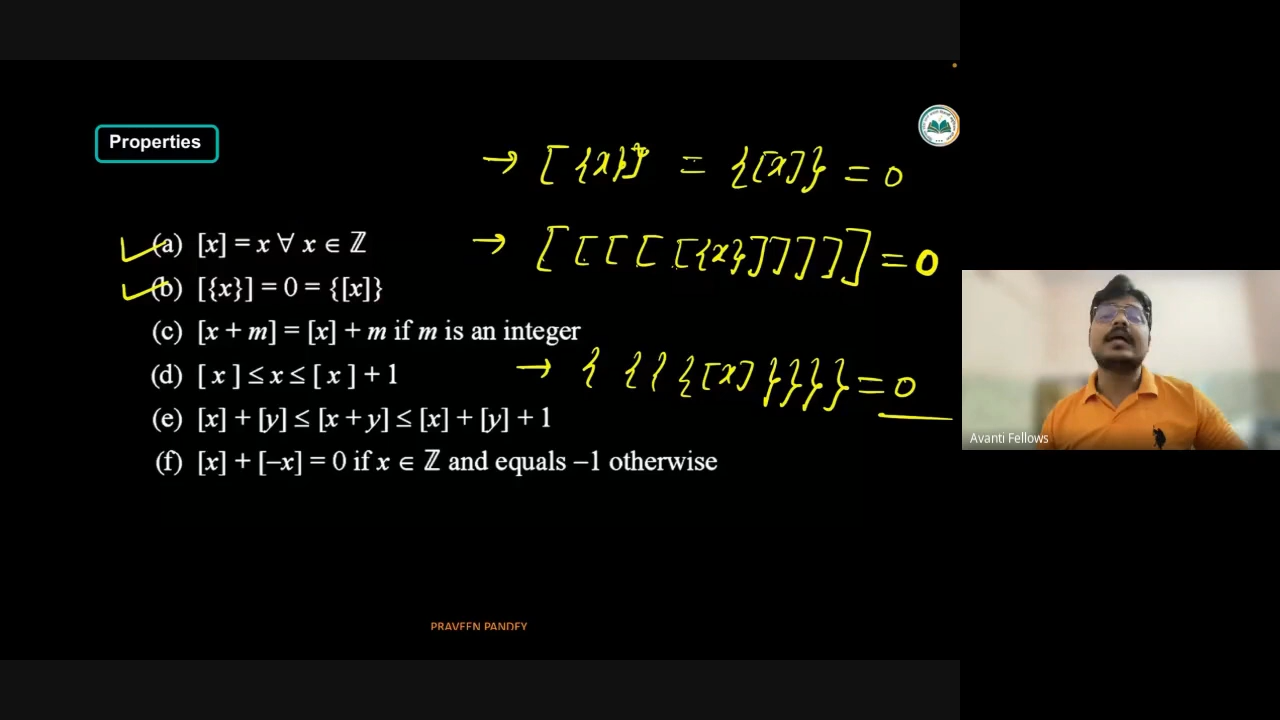 Properties
→ [{x}] = {[x]} = 0
(a) [x] = x ∀ x ∈ ℤ
→ [[[[[{x}]]]]] = 0
(b) [{x}] = 0 = {[x]}
(c) [x + m] = [x] + m if m is an integer
(d) [ x ] ≤ x ≤ [ x ] + 1
→ {{{{[x]}}}} = 0
(e) [x] + [y] ≤ [x + y] ≤ [x] + [y] + 1
(f) [x] + [–x] = 0 if x ∈ ℤ and equals –1 otherwise
Avanti Fellows
PRAVEEN PANDEY